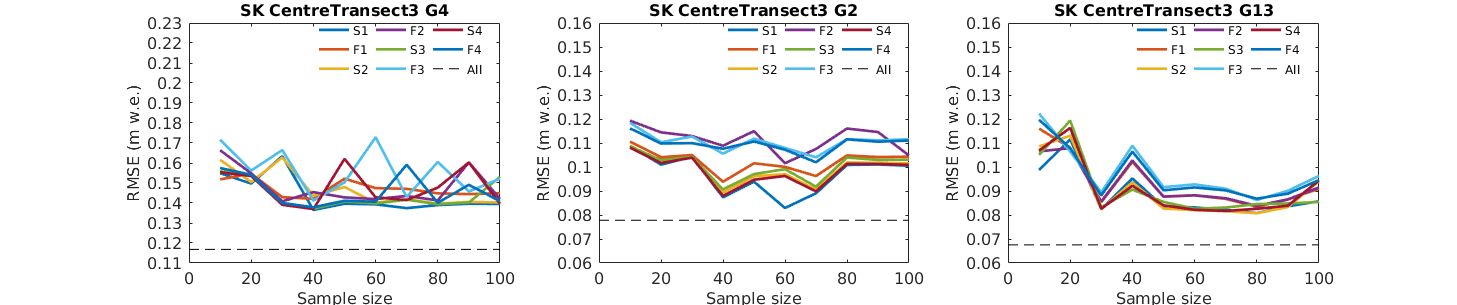 SK CentreTransect3 G4
0.23
0.22
0.21
0.2
0.19
0.18
0.17
0.16
0.15
0.14
0.13
0.12
0.11
RMSE (m w.e.)
S1 F2 S4
F1 S3 F4
S2 F3 All
0 20 40 60 80 100
Sample size
SK CentreTransect3 G2
0.16
0.15
0.14
0.13
0.12
0.11
0.1
0.09
0.08
0.07
0.06
RMSE (m w.e.)
S1 F2 S4
F1 S3 F4
S2 F3 All
0 20 40 60 80 100
Sample size
SK CentreTransect3 G13
0.16
0.15
0.14
0.13
0.12
0.11
0.1
0.09
0.08
0.07
0.06
RMSE (m w.e.)
S1 F2 S4
F1 S3 F4
S2 F3 All
0 20 40 60 80 100
Sample size